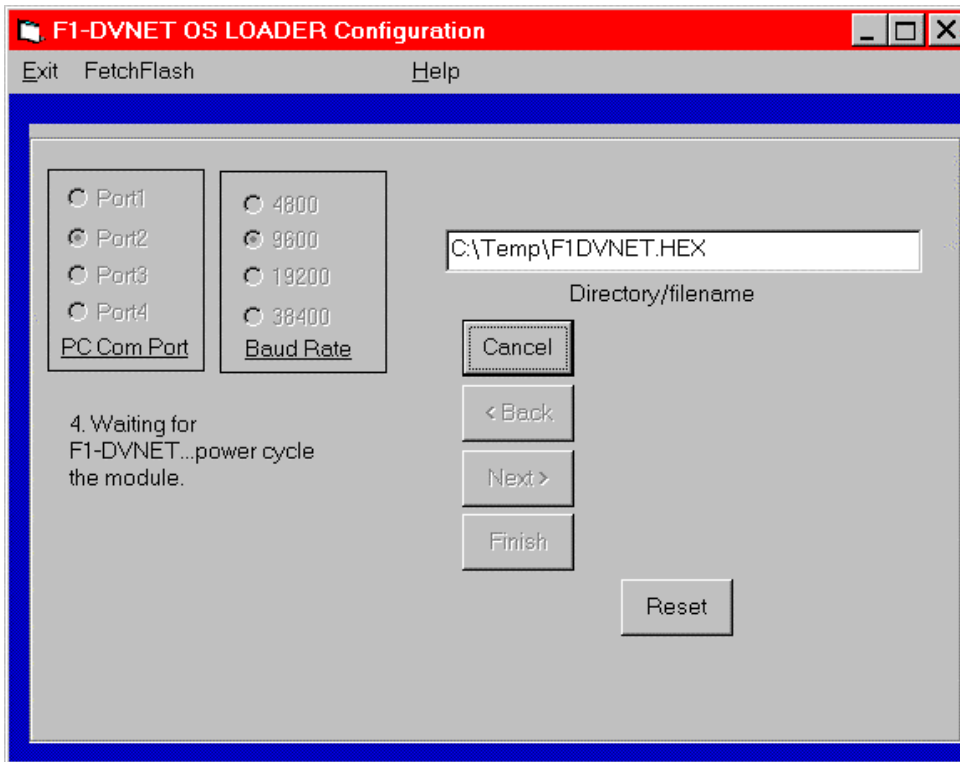 F1-DVNET OS LOADER Configuration
Exit FetchFlash Help
Port1
Port2
Port3
Port4
PC Com Port
4800
9600
19200
38400
Baud Rate
C:\Temp\F1DVNET.HEX
Directory/filename
4. Waiting for
F1-DVNET...power cycle
the module.
Cancel
< Back
Next >
Finish
Reset